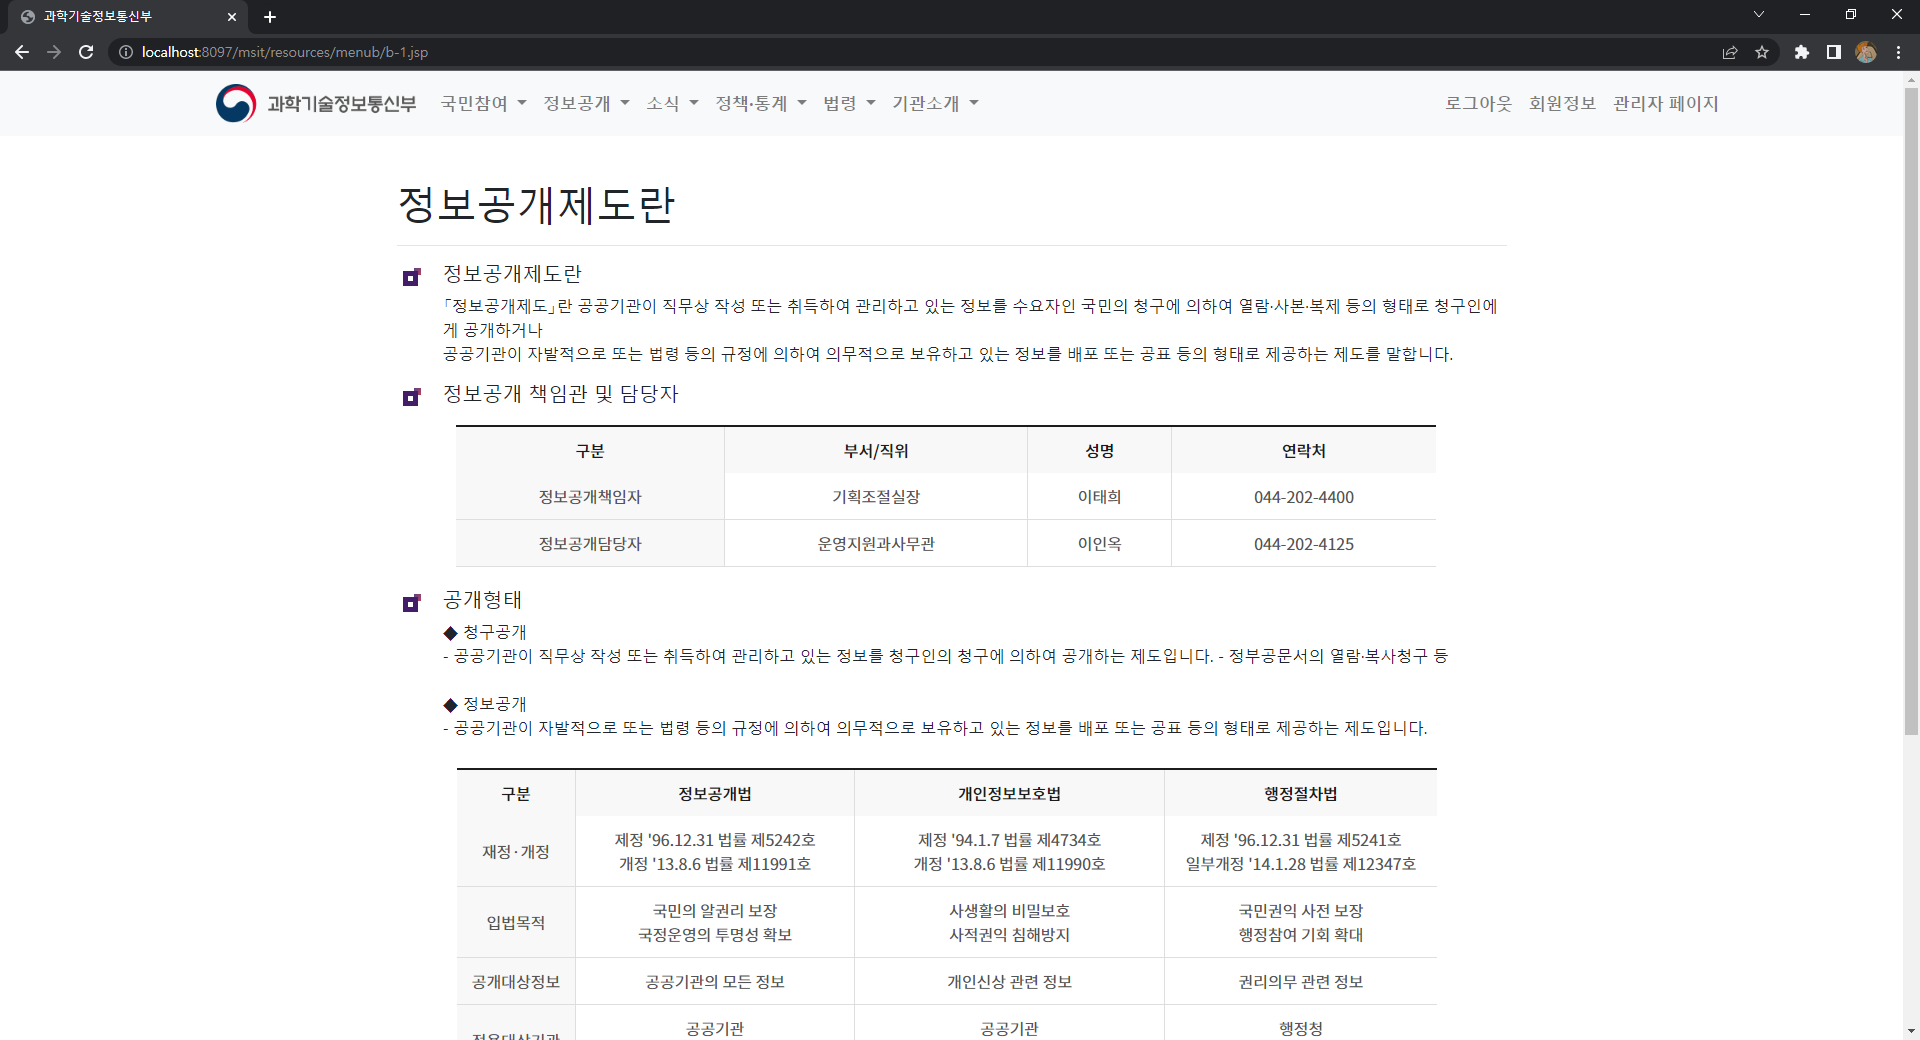 과학기술정보통신부
localhost:8097/msit/resources/menub/b-1.jsp
과학기술정보통신부 국민참여 정보공개 소식 정책·통계 법령 기관소개 로그아웃 회원정보 관리자 페이지
정보공개제도란
정보공개제도란
「정보공개제도」란 공공기관이 직무상 작성 또는 취득하여 관리하고 있는 정보를 수요자인 국민의 청구에 의하여 열람·사본·복제 등의 형태로 청구인에
게 공개하거나
공공기관이 자발적으로 또는 법령 등의 규정에 의하여 의무적으로 보유하고 있는 정보를 배포 또는 공표 등의 형태로 제공하는 제도를 말합니다.
정보공개 책임관 및 담당자
구분 부서/직위 성명 연락처
정보공개책임자 기획조절실장 이태희 044-202-4400
정보공개담당자 운영지원과사무관 이인옥 044-202-4125
공개형태
◆ 청구공개
- 공공기관이 직무상 작성 또는 취득하여 관리하고 있는 정보를 청구인의 청구에 의하여 공개하는 제도입니다. - 정부공문서의 열람·복사청구 등
◆ 정보공개
- 공공기관이 자발적으로 또는 법령 등의 규정에 의하여 의무적으로 보유하고 있는 정보를 배포 또는 공표 등의 형태로 제공하는 제도입니다.
구분 정보공개법 개인정보보호법 행정절차법
재정·개정
제정 '96.12.31 법률 제5242호
개정 '13.8.6 법률 제11991호
제정 '94.1.7 법률 제4734호
개정 '13.8.6 법률 제11990호
제정 '96.12.31 법률 제5241호
일부개정 '14.1.28 법률 제12347호
입법목적
국민의 알권리 보장
국정운영의 투명성 확보
사생활의 비밀보호
사적권익 침해방지
국민권익 사전 보장
행정참여 기회 확대
공개대상정보 공공기관의 모든 정보 개인신상 관련 정보 권리의무 관련 정보
공공기관 공공기관 행정청